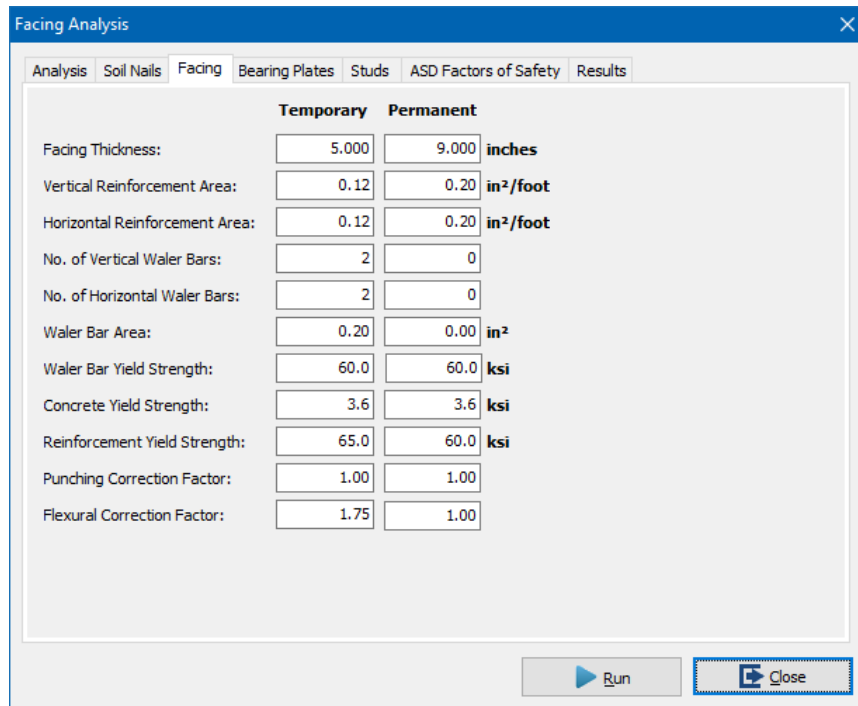 Facing Analysis
Analysis Soil Nails Facing Bearing Plates Studs ASD Factors of Safety Results
Temporary Permanent
Facing Thickness: 5.000 9.000 inches
Vertical Reinforcement Area: 0.12 0.20 in²/foot
Horizontal Reinforcement Area: 0.12 0.20 in²/foot
No. of Vertical Waler Bars: 2 0
No. of Horizontal Waler Bars: 2 0
Waler Bar Area: 0.20 0.00 in²
Waler Bar Yield Strength: 60.0 60.0 ksi
Concrete Yield Strength: 3.6 3.6 ksi
Reinforcement Yield Strength: 65.0 60.0 ksi
Punching Correction Factor: 1.00 1.00
Flexural Correction Factor: 1.75 1.00
Run Close